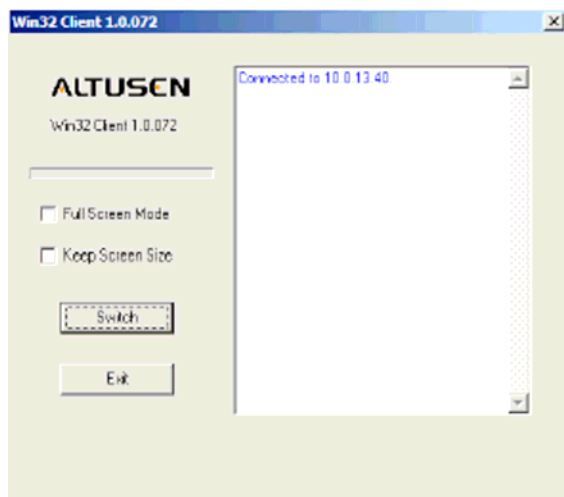 Win32 Client 1.0.072
ALTUSEN
Win32 Client 1.0.072
Full Screen Mode
Keep Screen Size
Switch
Exit
Connected to 10.0.13.40